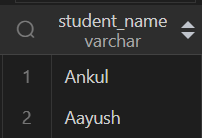 student_name
varchar
1 Ankul
2 Aayush